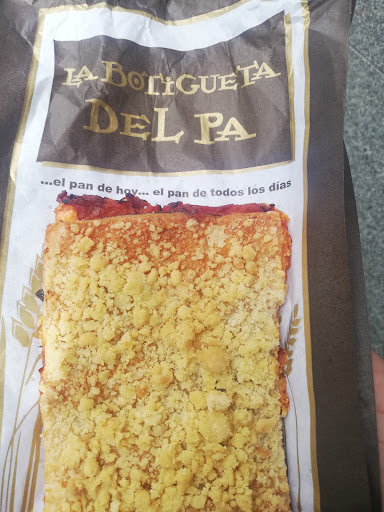 LA BOTIGUETA
DEL PA
...el pan de hoy... el pan de todos los días